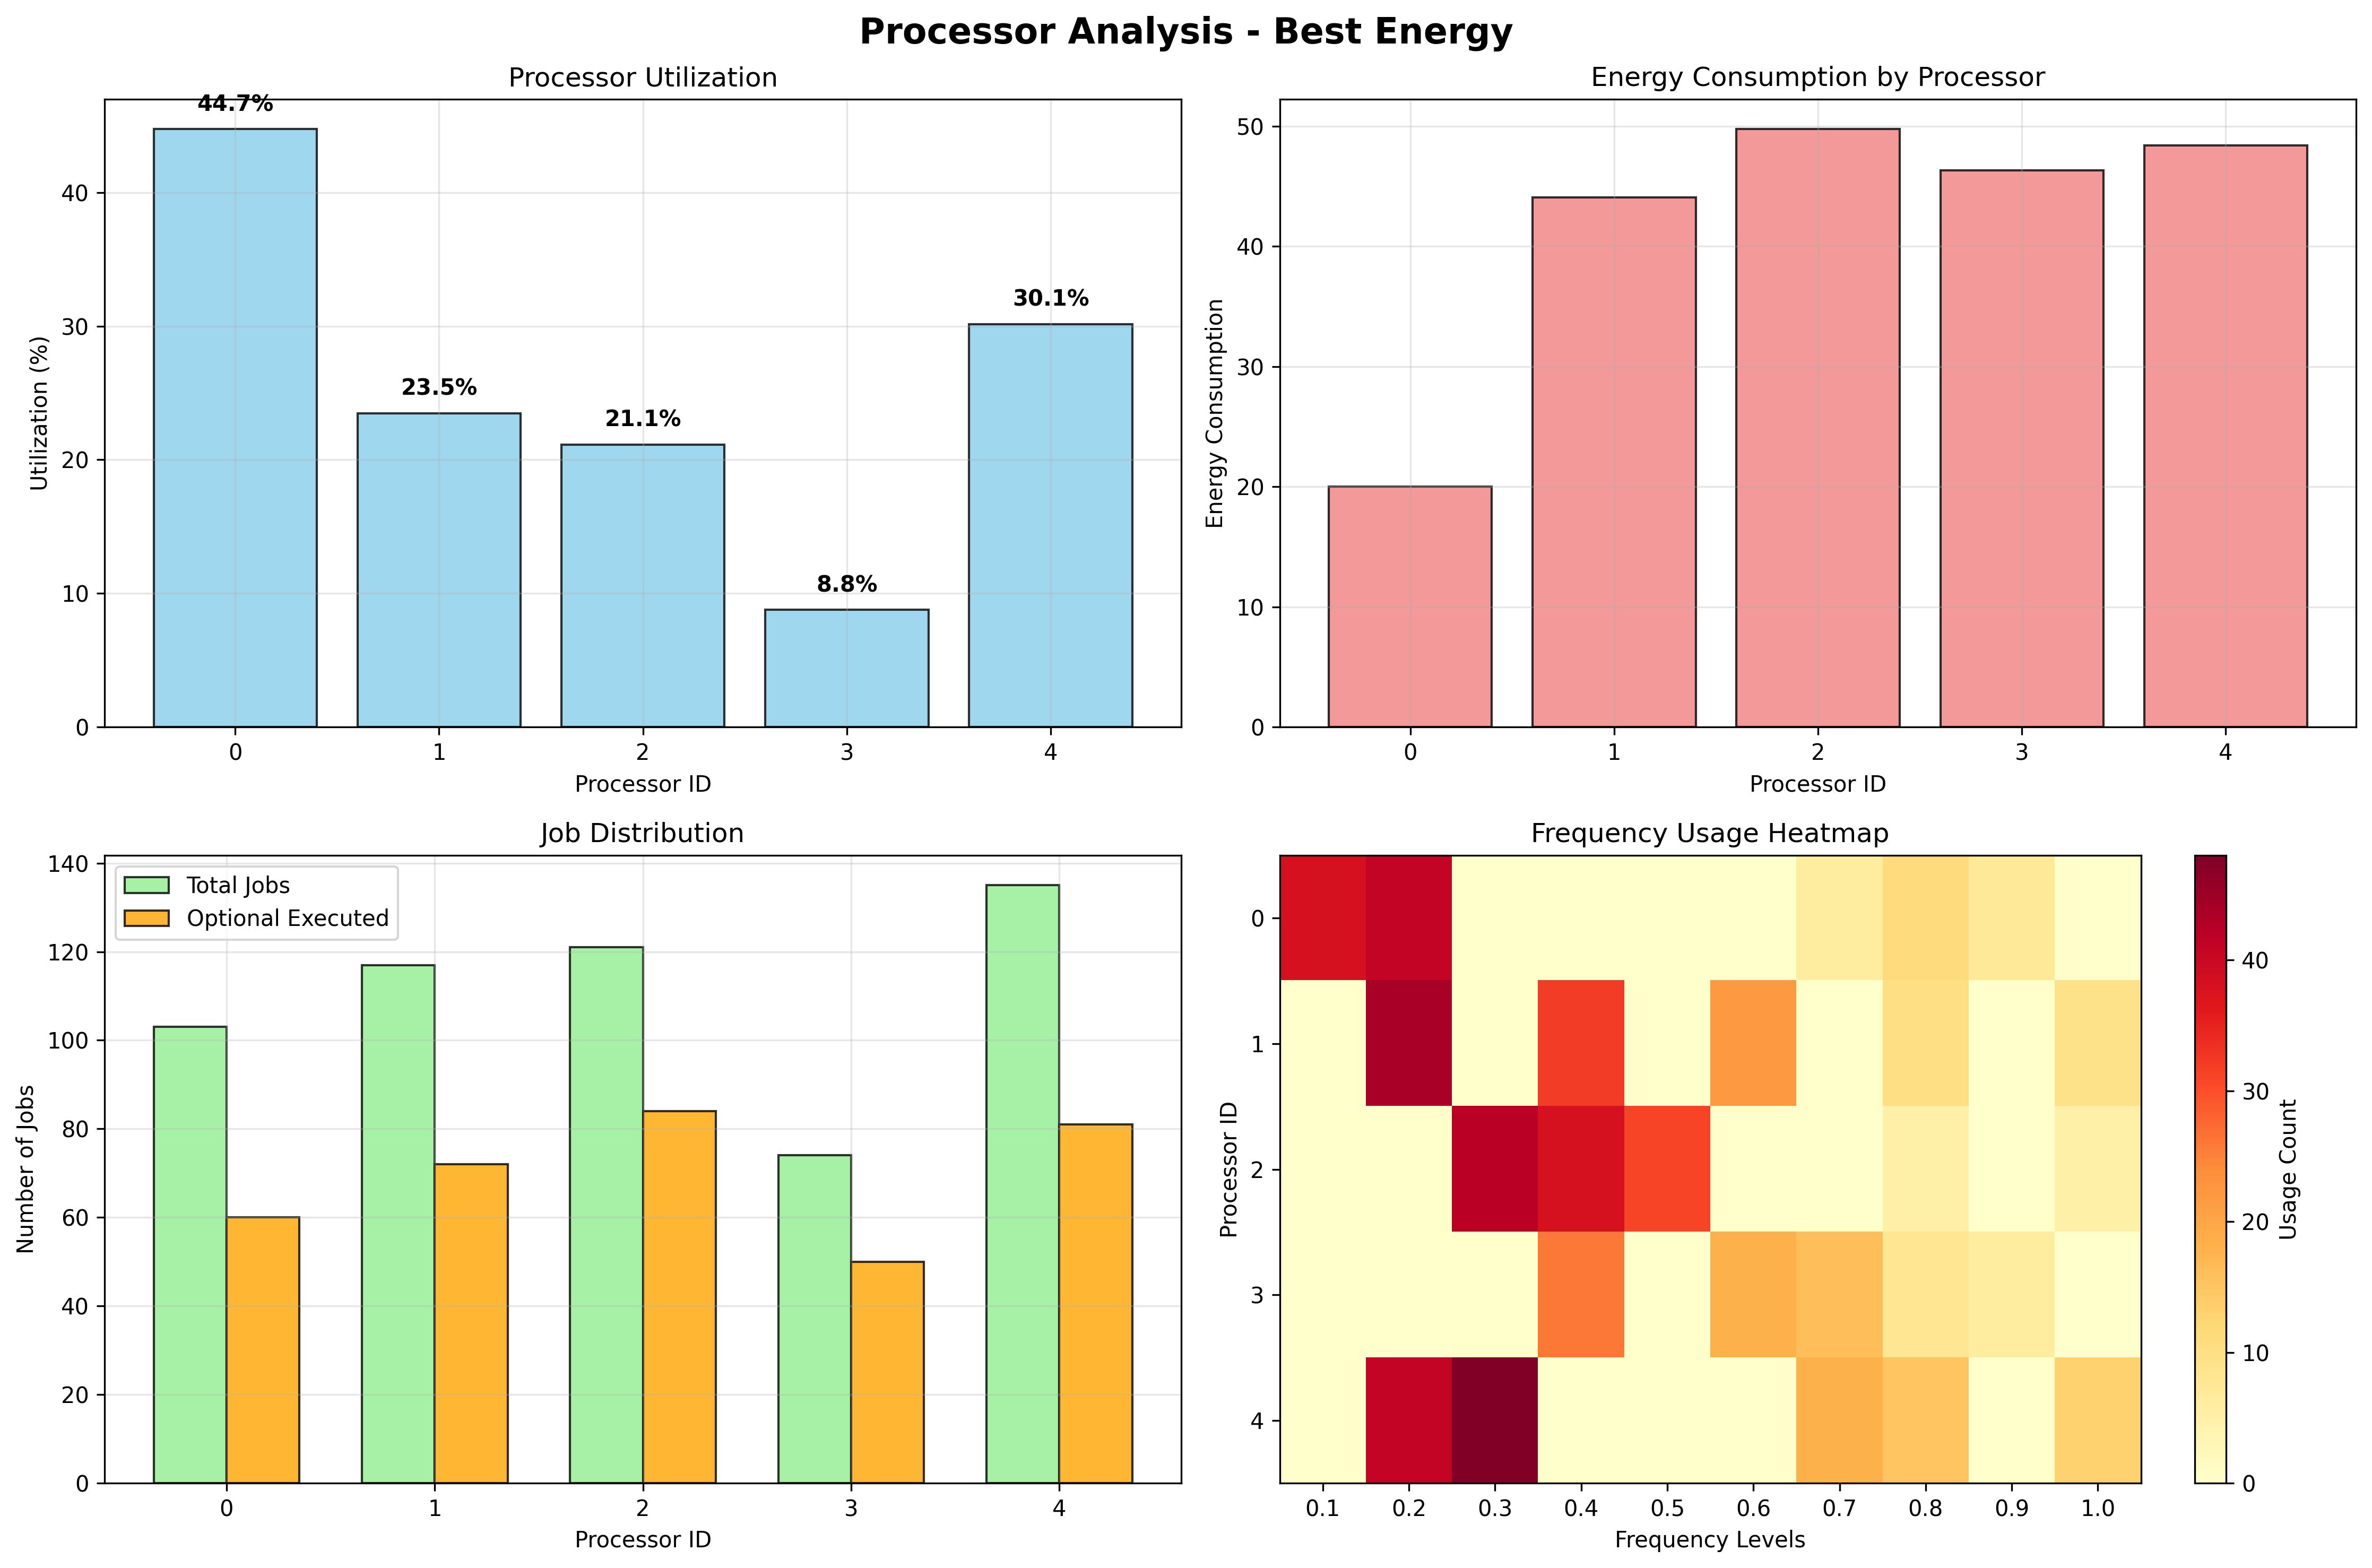 Processor Analysis - Best Energy
Processor Utilization
44.7%
23.5%
21.1%
8.8%
30.1%
40
30
20
10
0
Utilization (%)
0 1 2 3 4
Processor ID
Energy Consumption by Processor
50
40
30
20
10
0
Energy Consumption
0 1 2 3 4
Processor ID
Job Distribution
Total Jobs
Optional Executed
140
120
100
80
60
40
20
0
Number of Jobs
0 1 2 3 4
Processor ID
Frequency Usage Heatmap
0
1
2
3
4
Processor ID
0.1 0.2 0.3 0.4 0.5 0.6 0.7 0.8 0.9 1.0
Frequency Levels
40
30
20
10
0
Usage Count